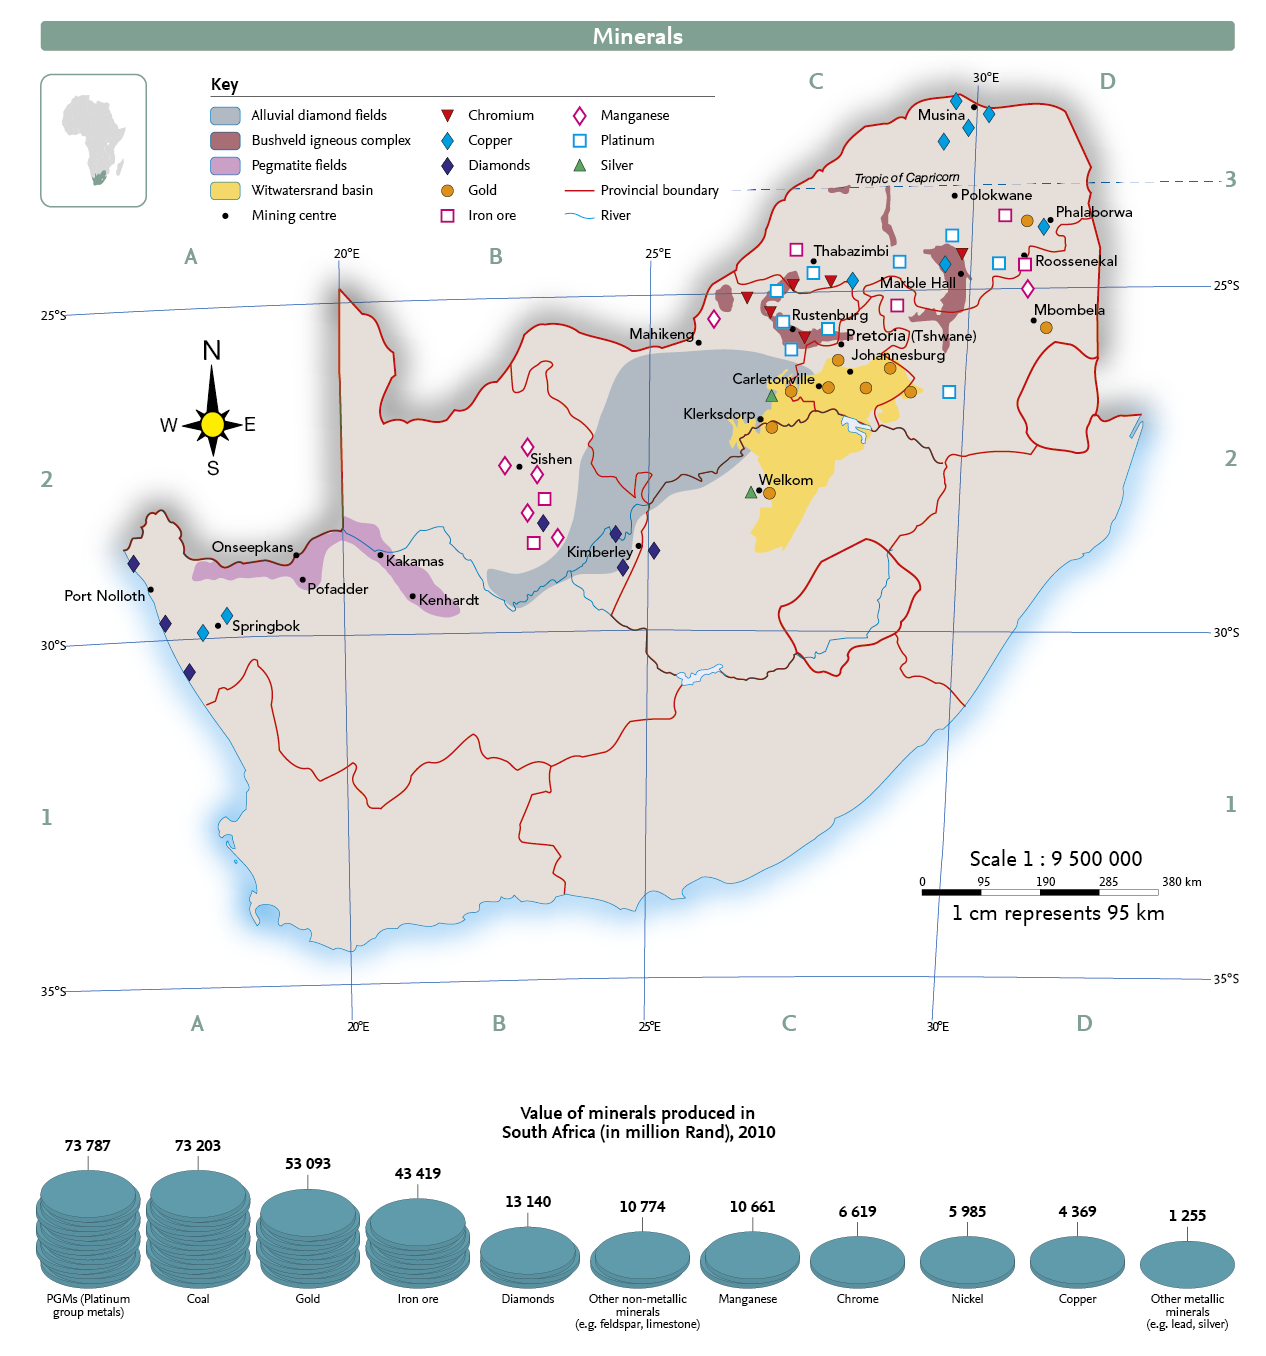 Minerals
Key
Alluvial diamond fields
Bushveld igneous complex
Pegmatite fields
Witwatersrand basin
Mining centre
Chromium
Copper
Diamonds
Gold
Iron ore
Manganese
Platinum
Silver
Provincial boundary
River
C
30°E
D
Musina
Tropic of Capricorn
3
Polokwane
Phalaborwa
A
20°E
B
25°E
Thabazimbi
Roossenekal
Marble Hall
25°S
25°S
Mbombela
Rustenburg
Mahikeng
Pretoria (Tshwane)
Johannesburg
N
W
E
S
Carletonville
Klerksdorp
2
2
Sishen
Welkom
Onseepkans
Kimberley
Kakamas
Pofadder
Port Nolloth
Kenhardt
Springbok
30°S
30°S
1
1
Scale 1 : 9 500 000
0 95 190 285 380 km
1 cm represents 95 km
35°S
35°S
A
20°E
B
25°E
C
30°E
D
Value of minerals produced in
South Africa (in million Rand), 2010
73 787
73 203
53 093
43 419
13 140
10 774
10 661
6 619
5 985
4 369
1 255
PGMs (Platinum
group metals)
Coal
Gold
Iron ore
Diamonds
Other non-metallic
minerals
(e.g. feldspar, limestone)
Manganese
Chrome
Nickel
Copper
Other metallic
minerals
(e.g. lead, silver)